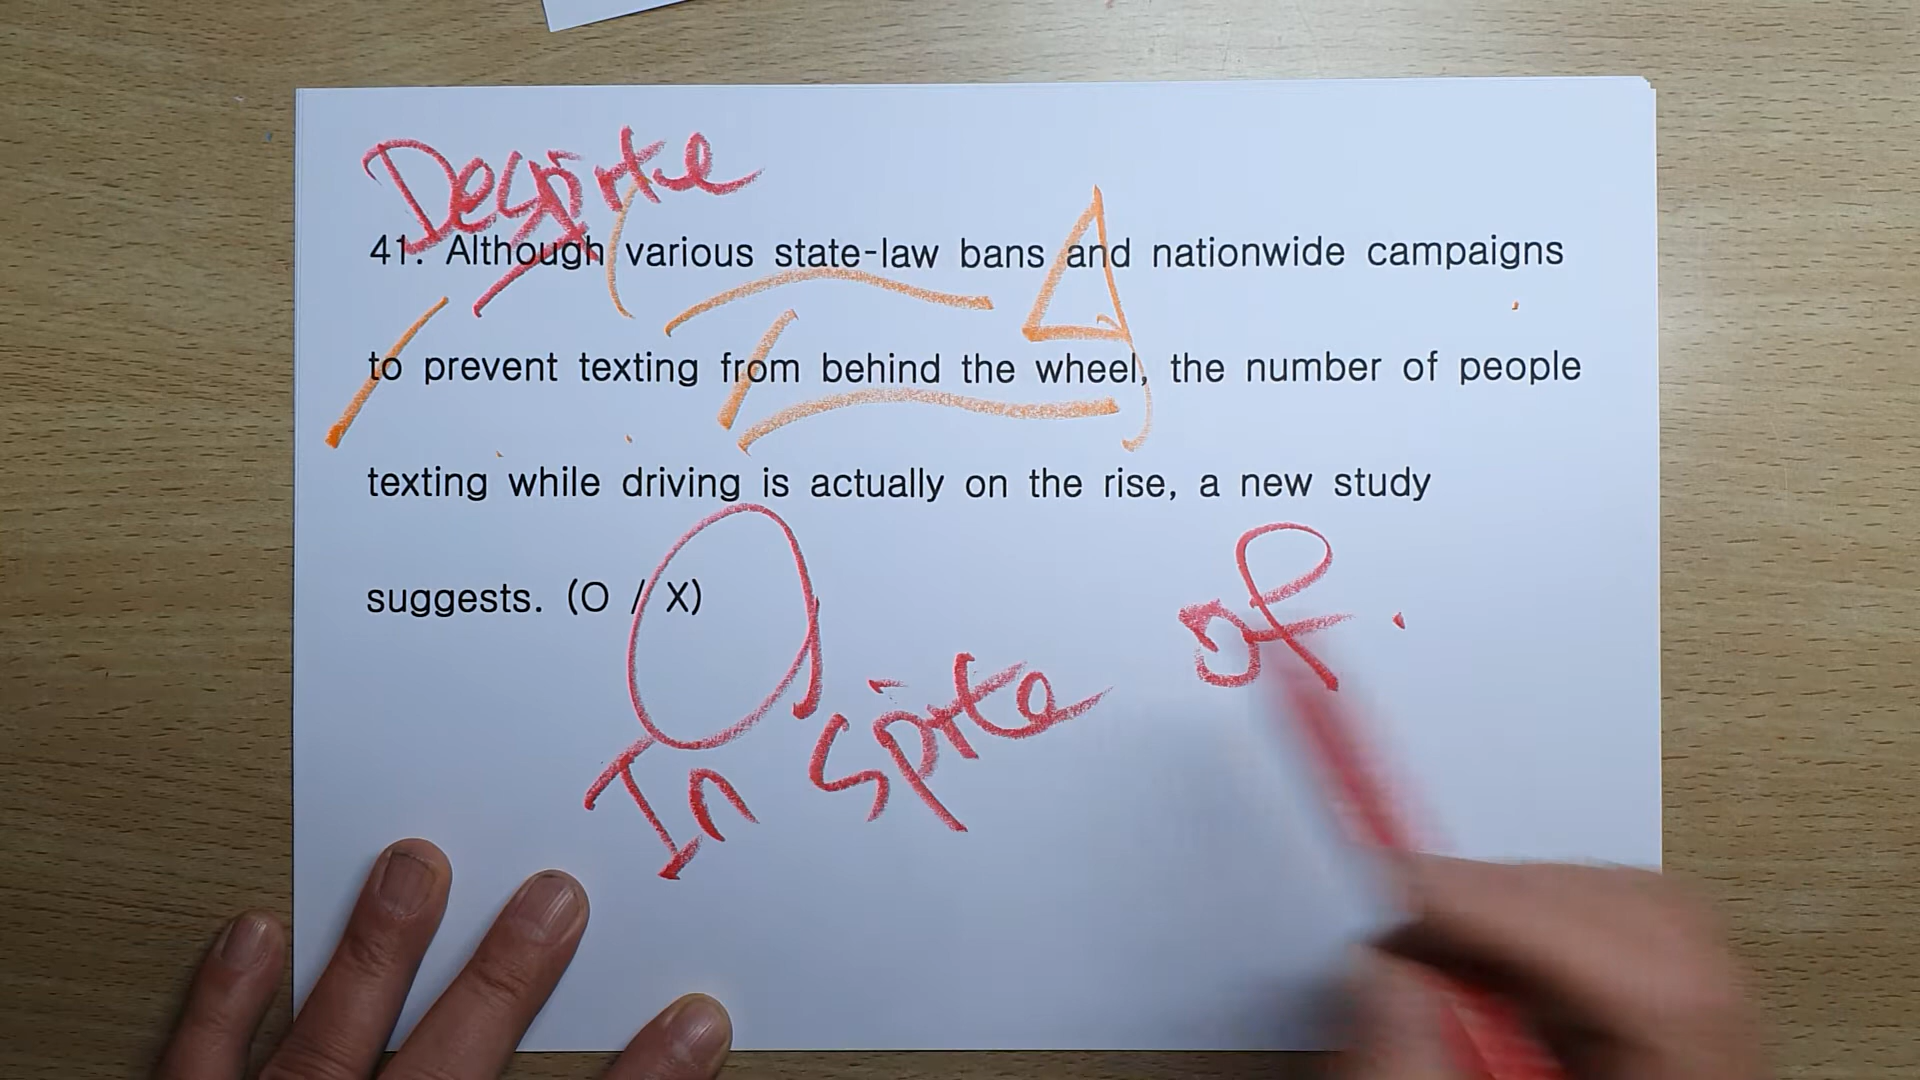 Despite
41. Although various state-law bans and nationwide campaigns
to prevent texting from behind the wheel, the number of people
texting while driving is actually on the rise, a new study
suggests. (O / X)
In spite of